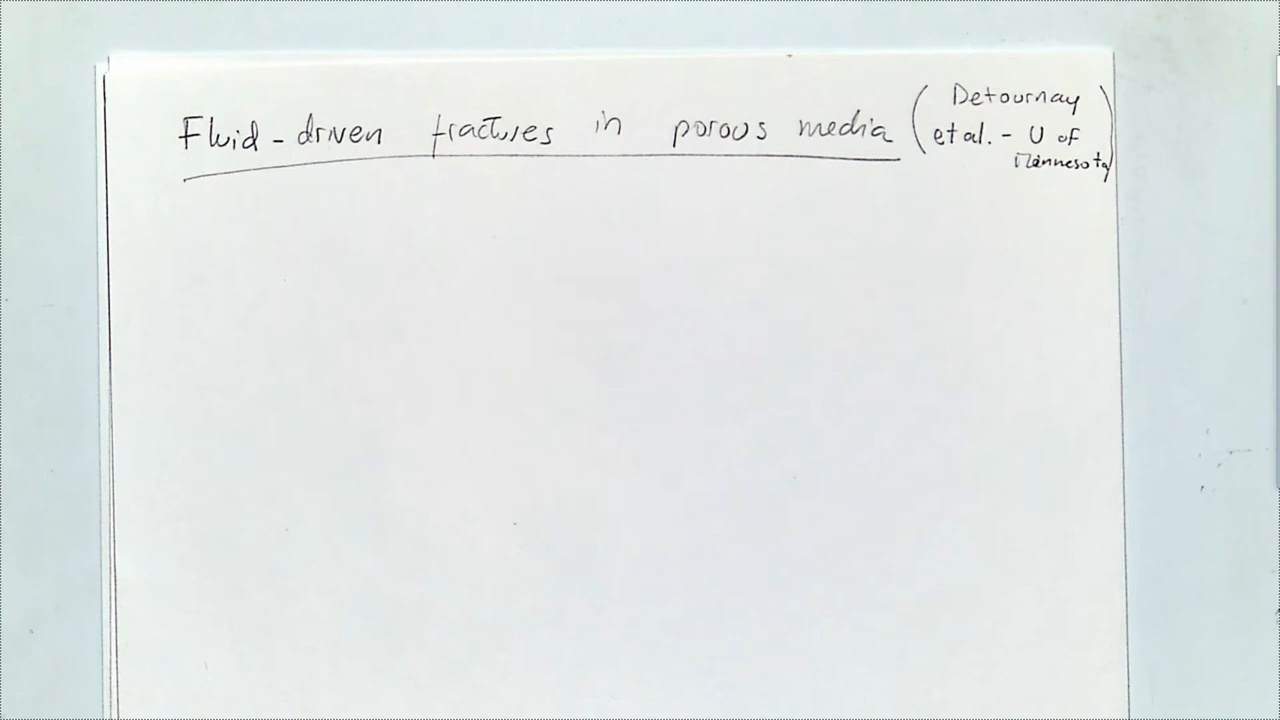 Fluid-driven fractures in porous media (Detournay
et al. - U of
Minnesota)